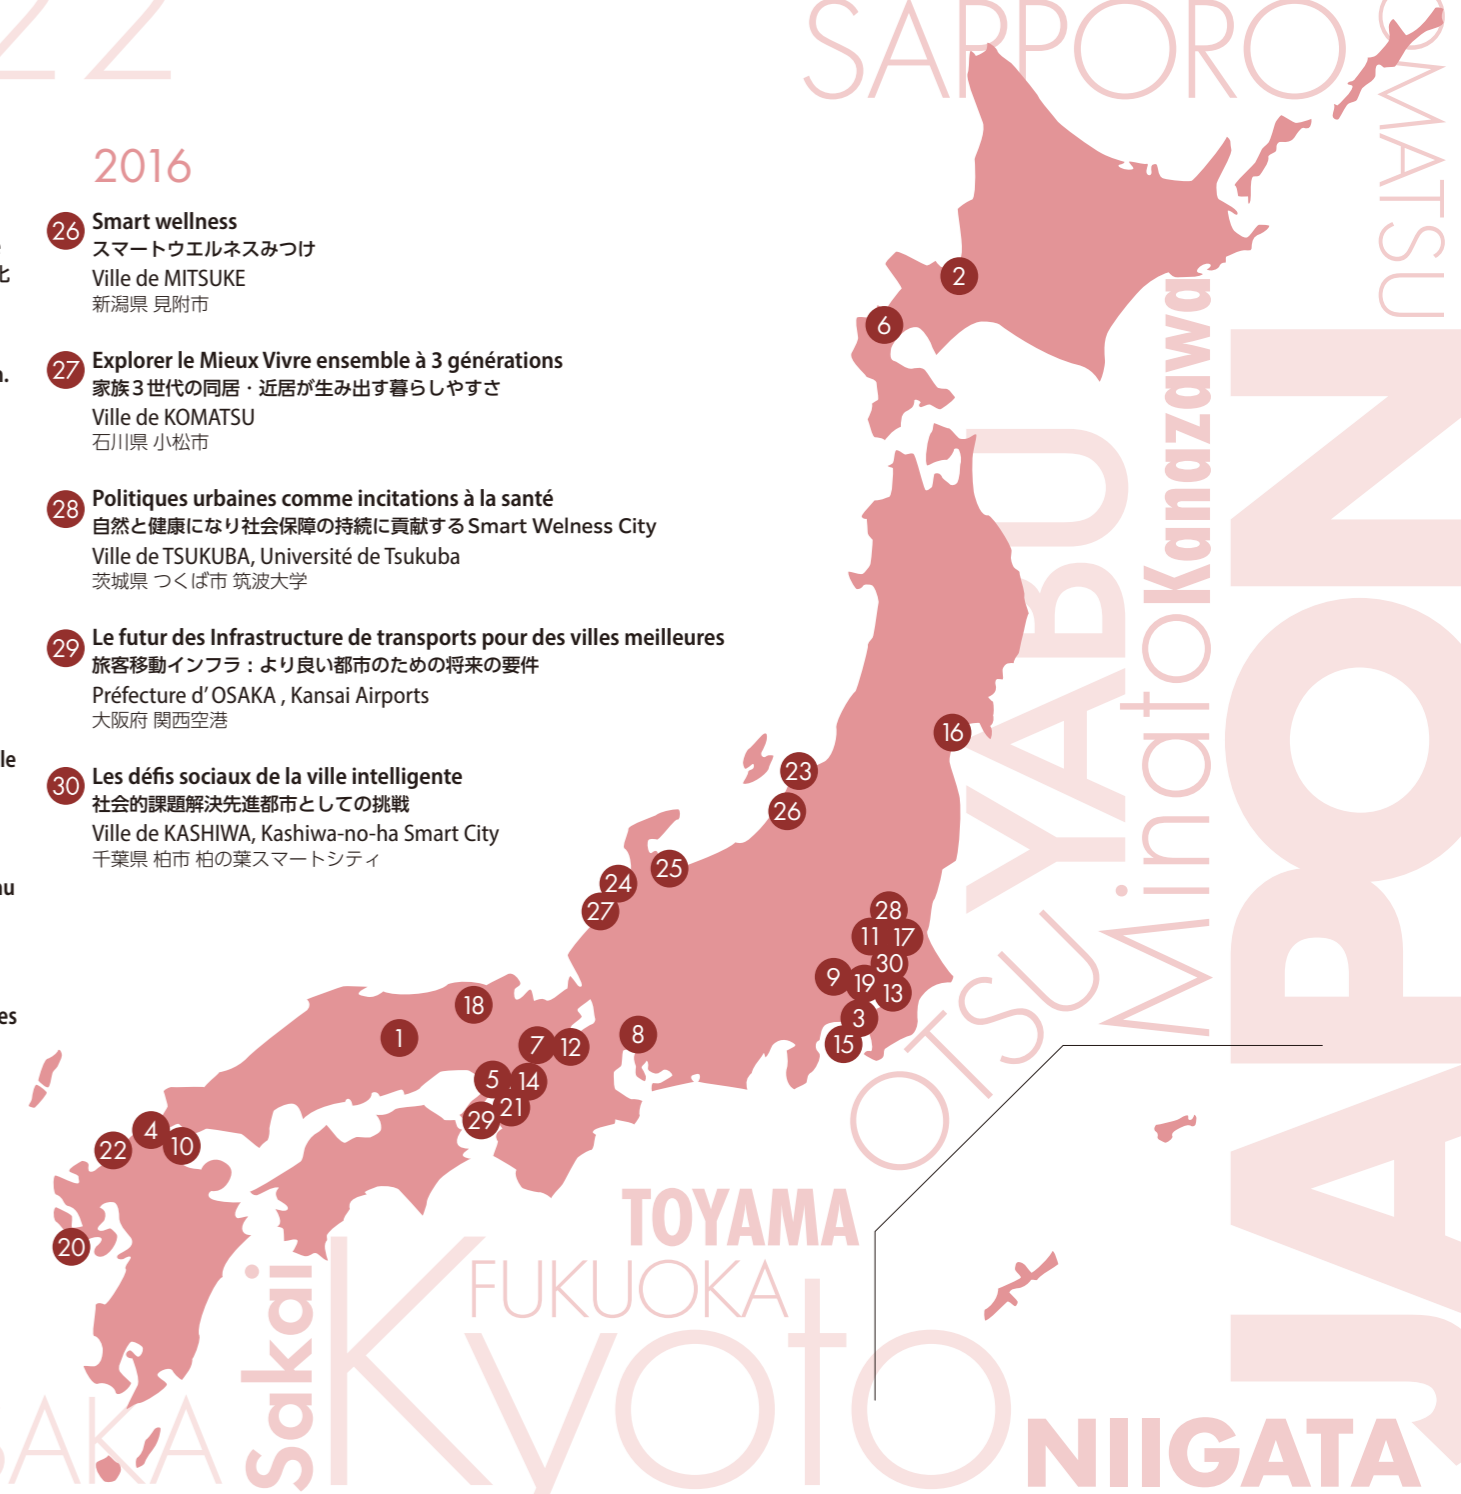 22
2016
26
Smart wellness
スマートウエルネスみつけ
Ville de MITSUKE
新潟県 見附市
27
Explorer le Mieux Vivre ensemble à 3 générations
家族3世代の同居・近居が生み出す暮らしやすさ
Ville de KOMATSU
石川県 小松市
28
Politiques urbaines comme incitations à la santé
自然と健康になり社会保障の持続に貢献するSmart Welness City
Ville de TSUKUBA, Université de Tsukuba
茨城県 つくば市 筑波大学
29
Le futur des Infrastructure de transports pour des villes meilleures
旅客移動インフラ：より良い都市のための将来の要件
Préfecture d’OSAKA , Kansai Airports
大阪府 関西空港
30
Les défis sociaux de la ville intelligente
社会的課題解決先進都市としての挑戦
Ville de KASHIWA, Kashiwa-no-ha Smart City
千葉県 柏市 柏の葉スマートシティ
SAPPORO
OMATSU
Kanazawa
Minato
YABU
JAPON
OTSU
TOYAMA
FUKUOKA
Kyoto
Sakai
SAKA
NIIGATA
2
6
16
23
26
25
24
27
28
11
17
30
9
19
13
3
15
18
1
7
12
8
5
14
21
29
4
10
22
20